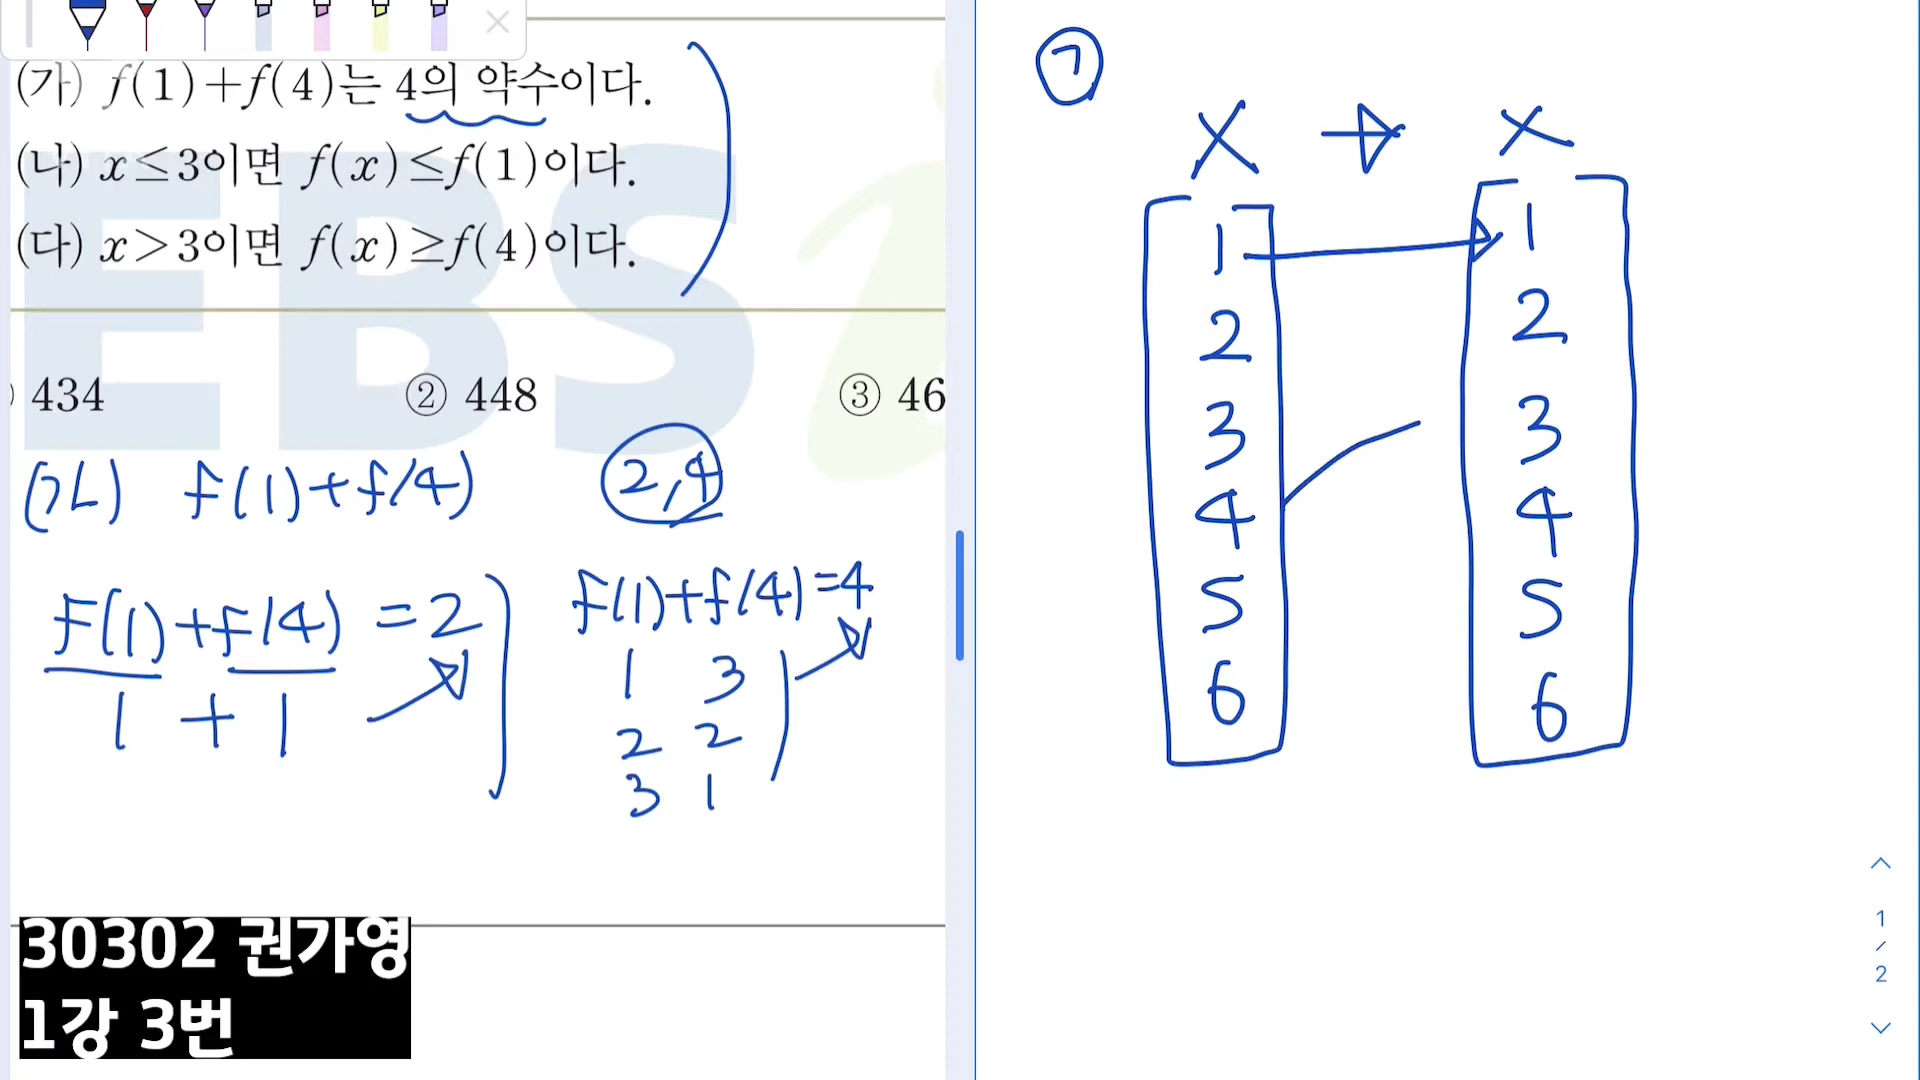 (가) f(1)+f(4)는 4의 약수이다.
(나) x≤3이면 f(x)≤f(1)이다.
(다) x>3이면 f(x)≥f(4)이다.
EBS
434 ② 448 ③ 46
(가) f(1)+f(4) 2,4
f(1)+f(4) =2
1 + 1
f(1)+f(4)=4
1 3
2 2
3 1
30302 권가영
1강 3번
㉠
X → X
1 1
2 2
3 3
4 4
5 5
6 6
1
/
2